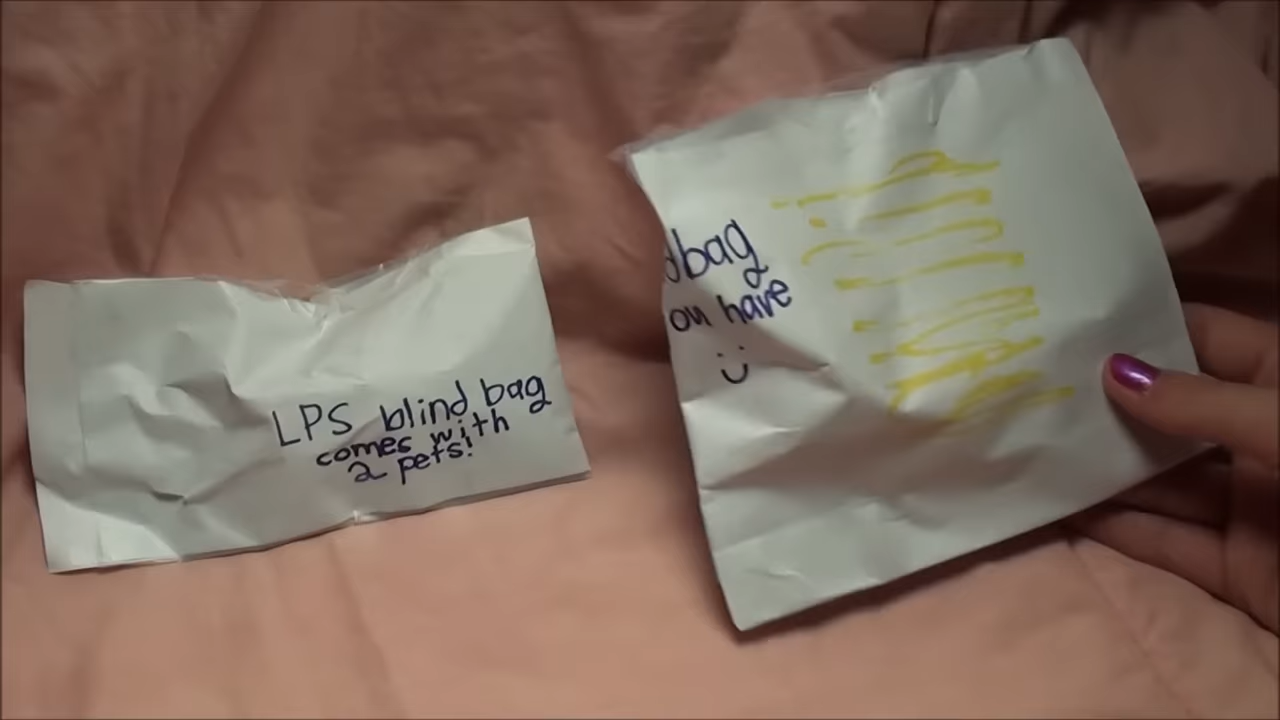 LPS blind bag
comes with
2 pets!
dbag
ou have